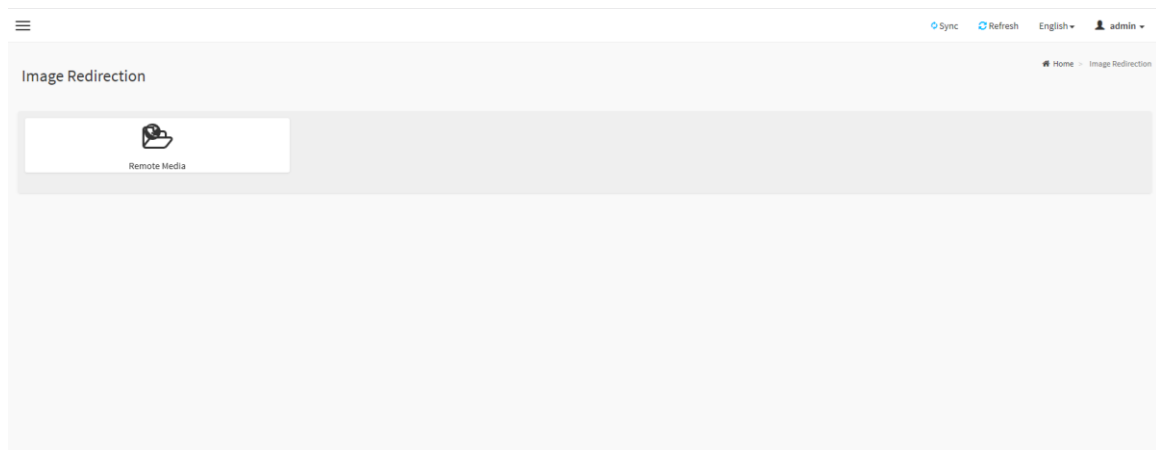 Sync Refresh English admin
Home > Image Redirection
Image Redirection
Remote Media